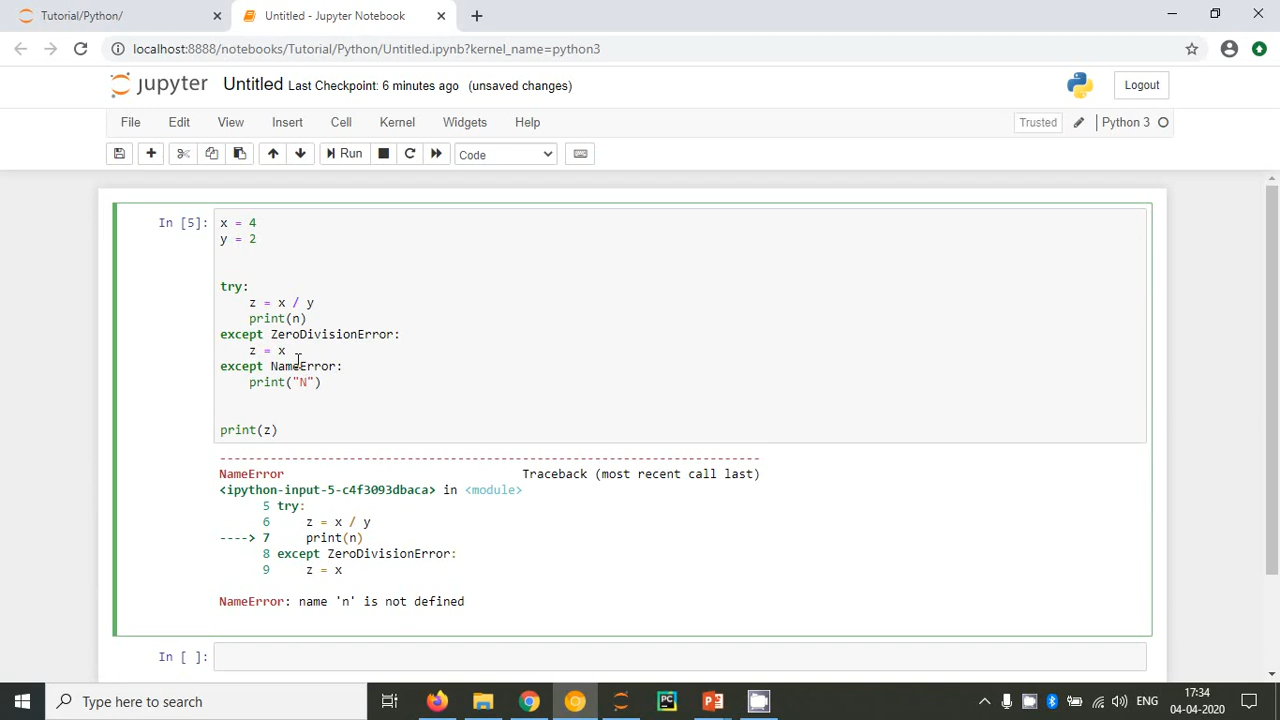 Tutorial/Python/
Untitled - Jupyter Notebook
localhost:8888/notebooks/Tutorial/Python/Untitled.ipynb?kernel_name=python3
jupyter Untitled Last Checkpoint: 6 minutes ago (unsaved changes)
Logout
File Edit View Insert Cell Kernel Widgets Help
Trusted
Python 3
Run
Code
In [5]:
x = 4
y = 2
try:
    z = x / y
    print(n)
except ZeroDivisionError:
    z = x
except NameError:
    print("N")
print(z)
---------------------------------------------------------------------------
NameError                                 Traceback (most recent call last)
<ipython-input-5-c4f3093dbaca> in <module>
      5 try:
      6     z = x / y
----> 7     print(n)
      8 except ZeroDivisionError:
      9     z = x
NameError: name 'n' is not defined
In [ ]:
Type here to search
ENG
17:34
04-04-2020